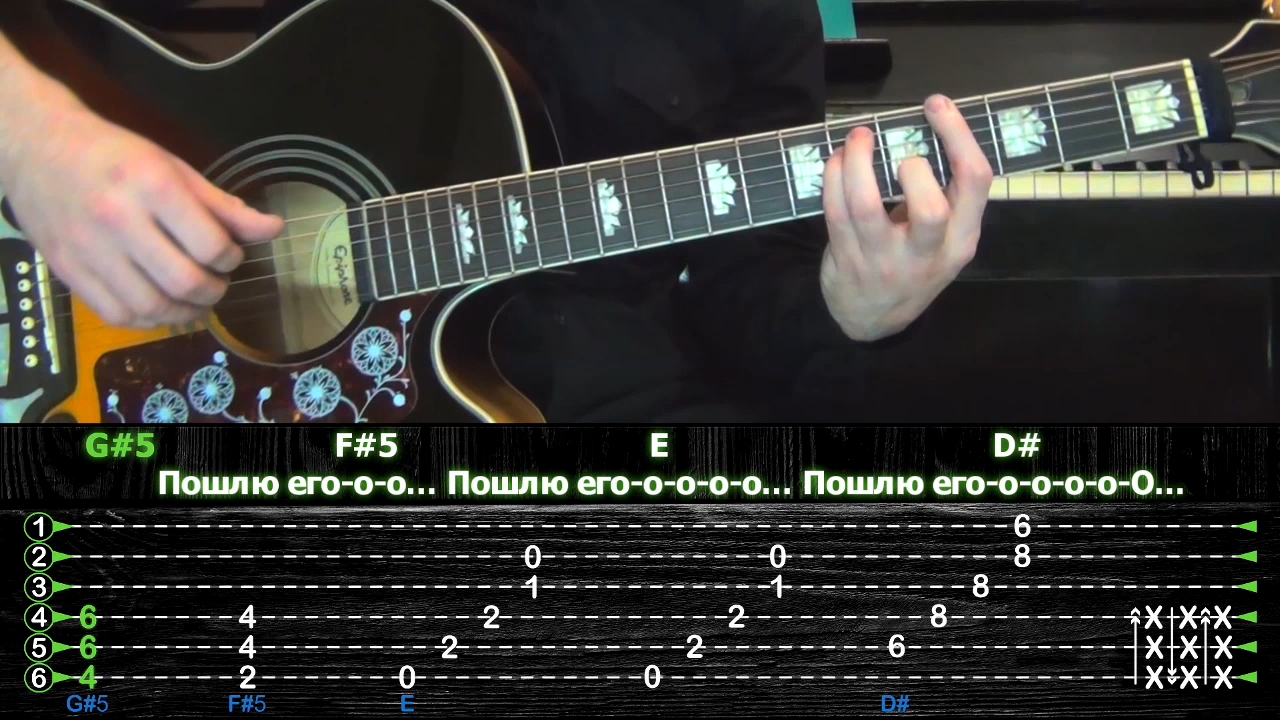 Epiphone
G#5 F#5 E D#
Пошлю его-о-о... Пошлю его-о-о-о-о... Пошлю его-о-о-о-о-О...
1 6
2 0 0 8
3 1 1 8
4 6 4 2 2 8 X X X
5 6 4 2 2 6 X X X
6 4 2 0 0 X X X
G#5 F#5 E D#